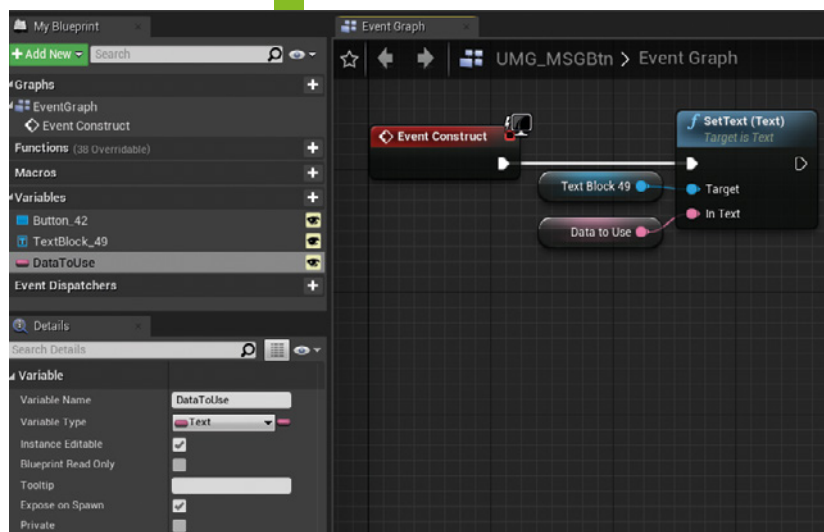 My Blueprint
+ Add New
Search
Graphs
EventGraph
Event Construct
Functions (38 Overridable)
Macros
Variables
Button_42
TextBlock_49
DataToUse
Event Dispatchers
Details
Search Details
Variable
Variable Name
DataToUse
Variable Type
Text
Instance Editable
Blueprint Read Only
Tooltip
Expose on Spawn
Private
Event Graph
UMG_MSGBtn > Event Graph
Event Construct
f SetText (Text)
Target is Text
Text Block 49
Target
Data to Use
In Text